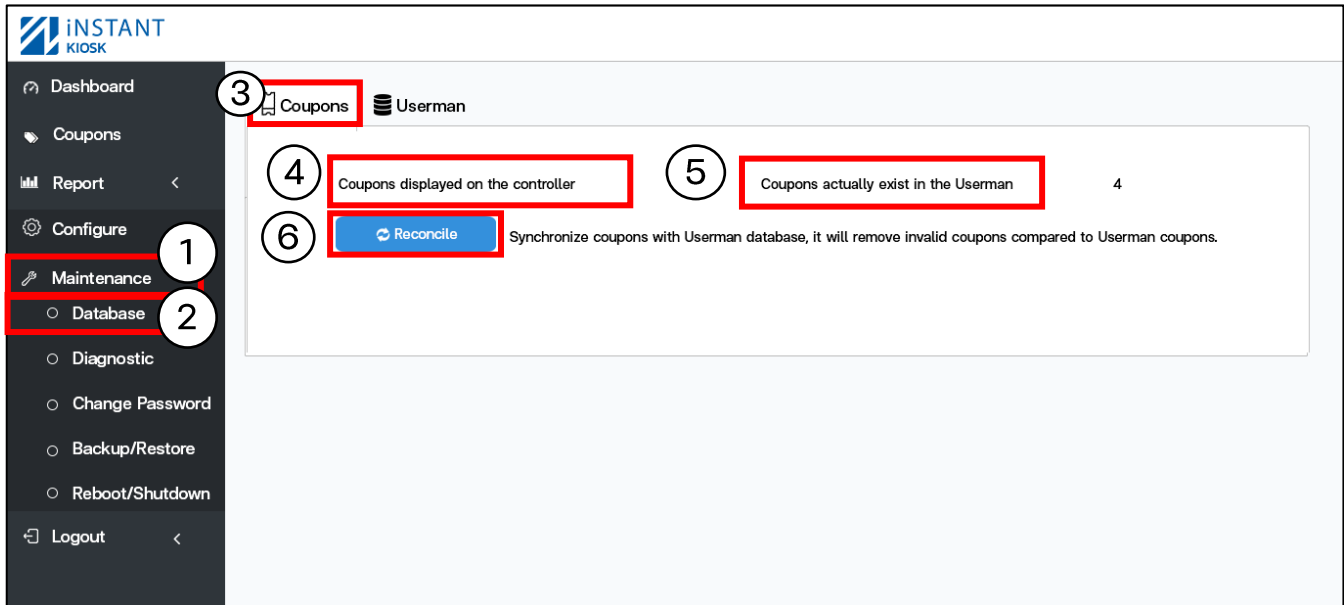 iNSTANT
KIOSK
Dashboard
Coupons
Report
Configure
1
Maintenance
Database
2
Diagnostic
Change Password
Backup/Restore
Reboot/Shutdown
Logout
3
Coupons
Userman
4
Coupons displayed on the controller
5
Coupons actually exist in the Userman
4
6
Reconcile
Synchronize coupons with Userman database, it will remove invalid coupons compared to Userman coupons.